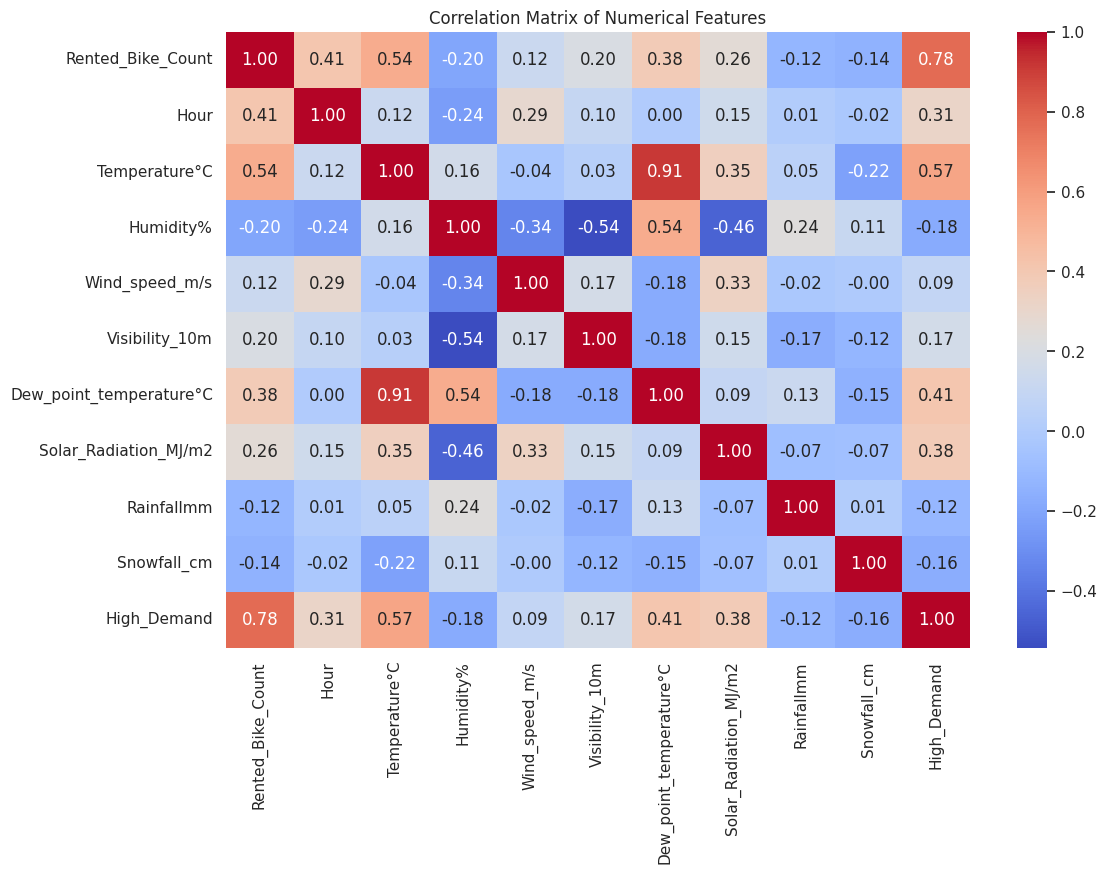 Correlation Matrix of Numerical Features
Rented_Bike_Count 1.00 0.41 0.54 -0.20 0.12 0.20 0.38 0.26 -0.12 -0.14 0.78
Hour 0.41 1.00 0.12 -0.24 0.29 0.10 0.00 0.15 0.01 -0.02 0.31
Temperature°C 0.54 0.12 1.00 0.16 -0.04 0.03 0.91 0.35 0.05 -0.22 0.57
Humidity% -0.20 -0.24 0.16 1.00 -0.34 -0.54 0.54 -0.46 0.24 0.11 -0.18
Wind_speed_m/s 0.12 0.29 -0.04 -0.34 1.00 0.17 -0.18 0.33 -0.02 -0.00 0.09
Visibility_10m 0.20 0.10 0.03 -0.54 0.17 1.00 -0.18 0.15 -0.17 -0.12 0.17
Dew_point_temperature°C 0.38 0.00 0.91 0.54 -0.18 -0.18 1.00 0.09 0.13 -0.15 0.41
Solar_Radiation_MJ/m2 0.26 0.15 0.35 -0.46 0.33 0.15 0.09 1.00 -0.07 -0.07 0.38
Rainfallmm -0.12 0.01 0.05 0.24 -0.02 -0.17 0.13 -0.07 1.00 0.01 -0.12
Snowfall_cm -0.14 -0.02 -0.22 0.11 -0.00 -0.12 -0.15 -0.07 0.01 1.00 -0.16
High_Demand 0.78 0.31 0.57 -0.18 0.09 0.17 0.41 0.38 -0.12 -0.16 1.00
Rented_Bike_Count
Hour
Temperature°C
Humidity%
Wind_speed_m/s
Visibility_10m
Dew_point_temperature°C
Solar_Radiation_MJ/m2
Rainfallmm
Snowfall_cm
High_Demand
1.0
0.8
0.6
0.4
0.2
0.0
−0.2
−0.4